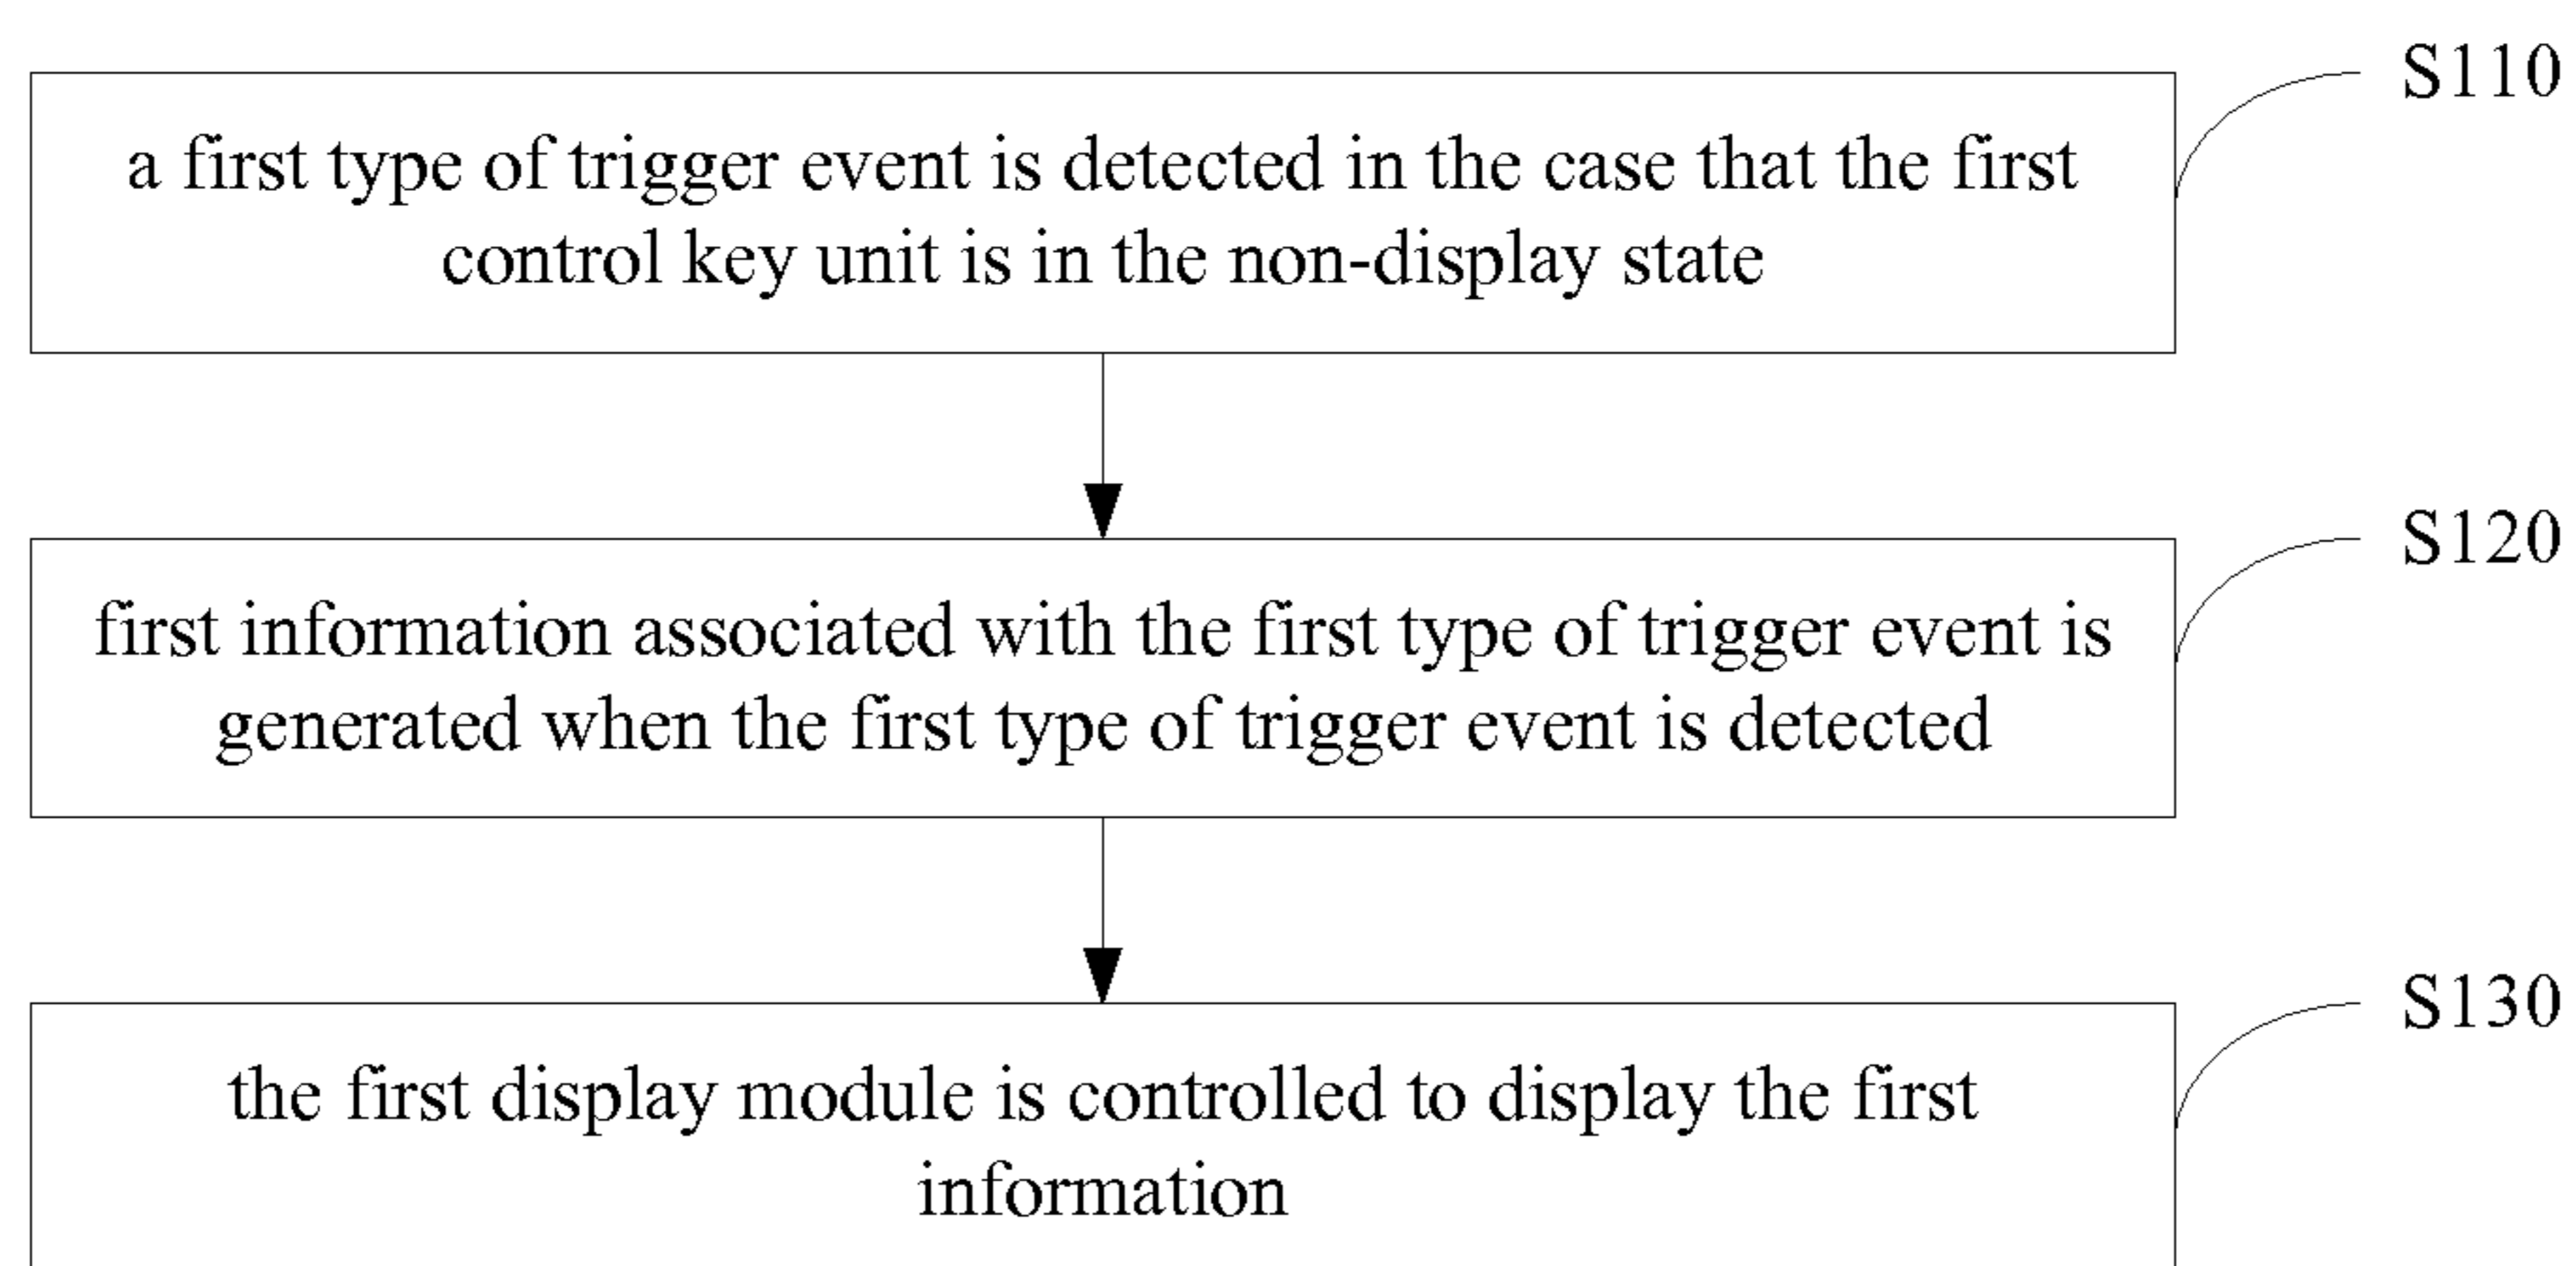 S110
a first type of trigger event is detected in the case that the first
control key unit is in the non-display state
S120
first information associated with the first type of trigger event is
generated when the first type of trigger event is detected
S130
the first display module is controlled to display the first
information